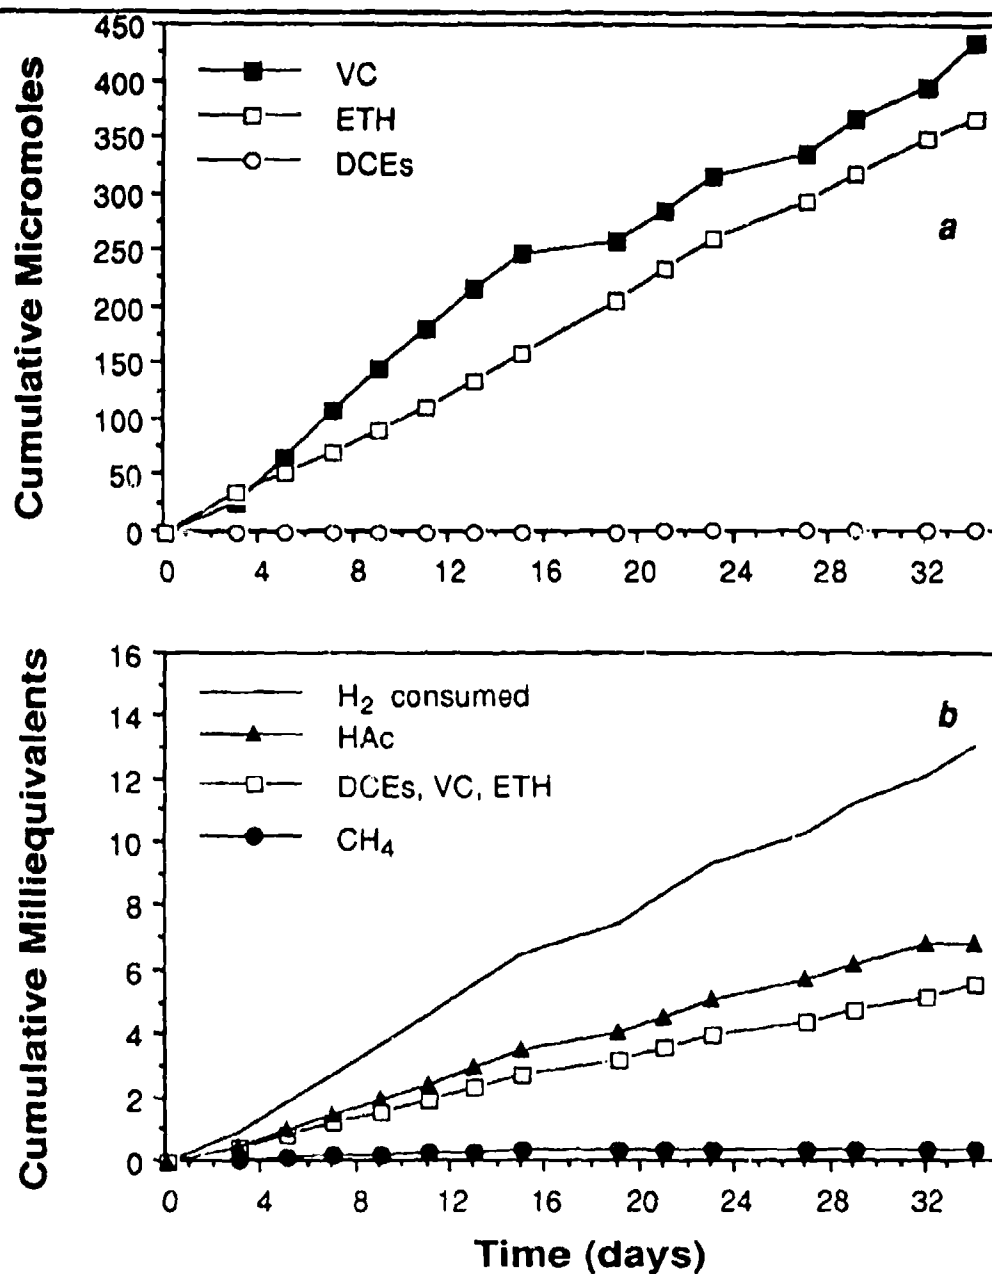 Cumulative Micromoles
450
400
350
300
250
200
150
100
50
0
VC
ETH
DCEs
a
0 4 8 12 16 20 24 28 32
Cumulative Milliequivalents
16
14
12
10
8
6
4
2
0
H₂ consumed
HAc
DCEs, VC, ETH
CH₄
b
0 4 8 12 16 20 24 28 32
Time (days)